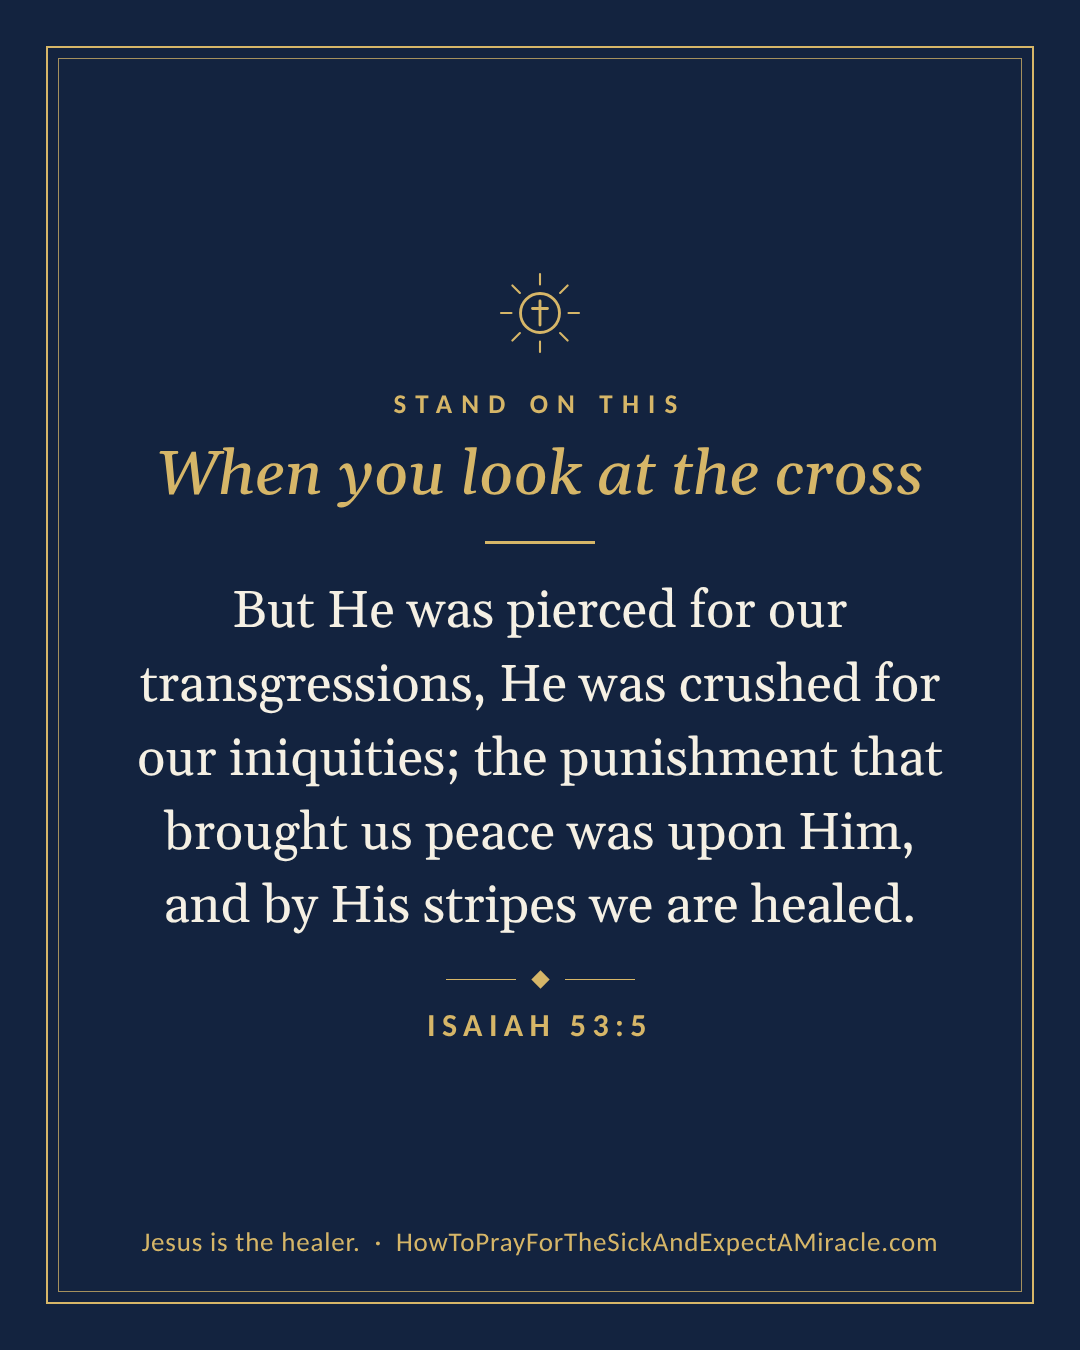 STAND ON THIS
When you look at the cross
But He was pierced for our
transgressions, He was crushed for
our iniquities; the punishment that
brought us peace was upon Him,
and by His stripes we are healed.
ISAIAH 53:5
Jesus is the healer. · HowToPrayForTheSickAndExpectAMiracle.com